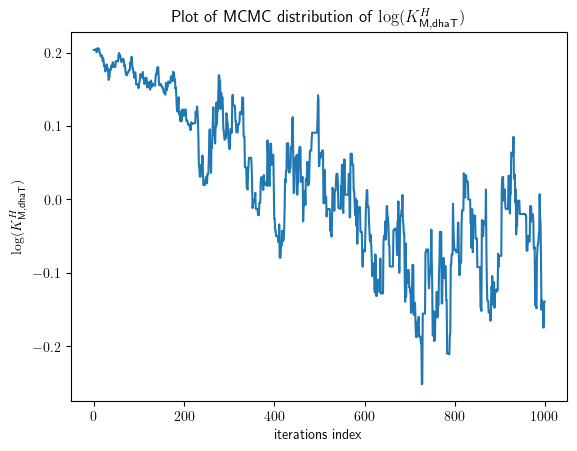 Plot of MCMC distribution of log(K^H_M,dhaT)
log(K^H_M,dhaT)
0.2
0.1
0.0
−0.1
−0.2
0 200 400 600 800 1000
iterations index